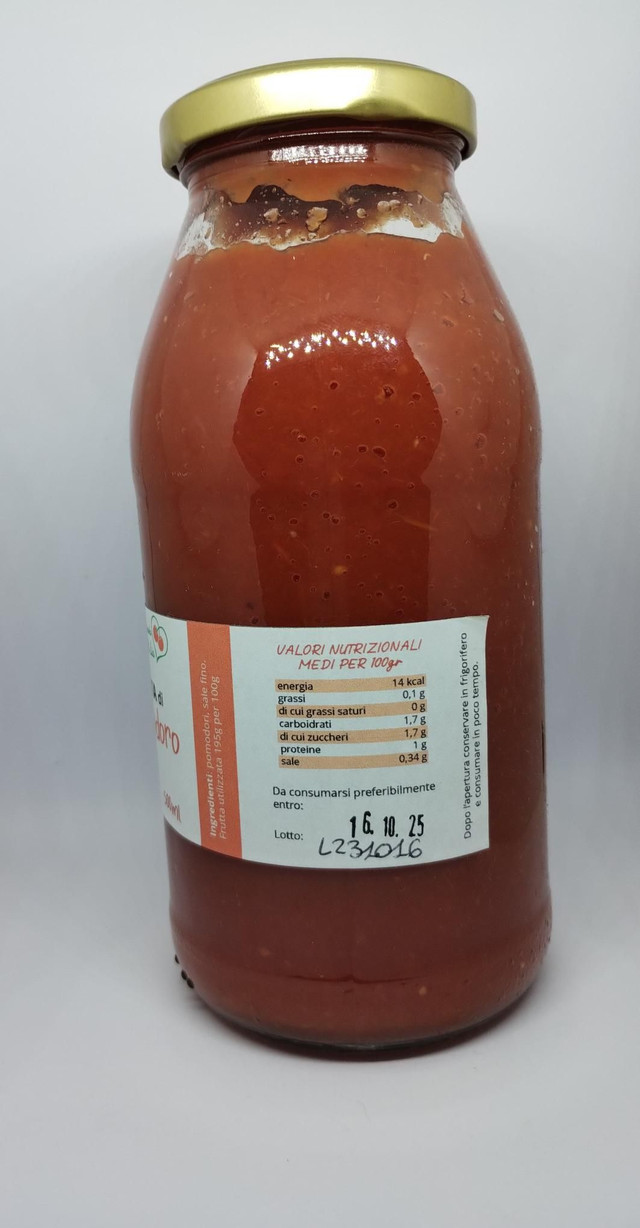 di
Ingredienti: pomodori, sale fino.
Frutta utilizzata 195g per 100g
VALORI NUTRIZIONALI
MEDI PER 100gr
energia 14 kcal
grassi 0,1 g
di cui grassi saturi 0 g
carboidrati 1,7 g
di cui zuccheri 1,7 g
proteine 1 g
sale 0,34 g
Da consumarsi preferibilmente
entro:
16. 10. 25
Lotto: L231016
Dopo l'apertura conservare in frigorifero
e consumare in poco tempo.